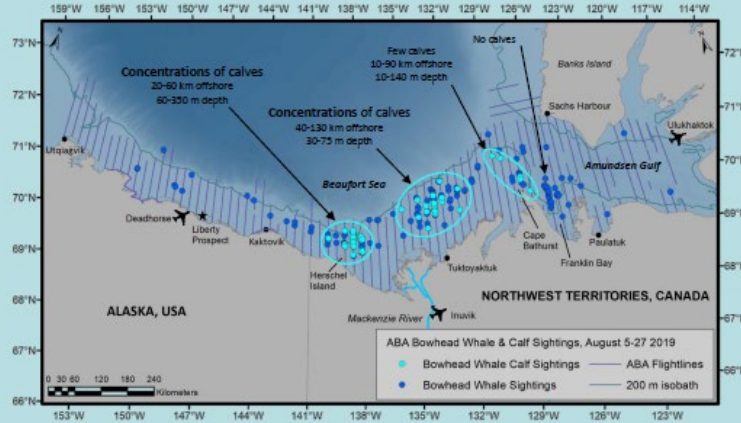 153°W 150°W 147°W 144°W 141°W 138°W 135°W 132°W 129°W 126°W 123°W 120°W 117°W 114°W
73°N
72°N
71°N
70°N
69°N
68°N
67°N
66°N
73°N
72°N
71°N
70°N
69°N
68°N
67°N
66°N
Few calves
10-90 km offshore
10-140 m depth
No calves
Concentrations of calves
20-60 km offshore
60-350 m depth
Concentrations of calves
40-130 km offshore
30-75 m depth
Banks Island
Sachs Harbour
Ulukhaktok
Utqiagvik
Amundsen Gulf
Beaufort Sea
Deadhorse
Liberty
Prospect
Kaktovik
Herschel
Island
Cape
Bathurst
Paulatuk
Franklin Bay
Tuktoyaktuk
ALASKA, USA
NORTHWEST TERRITORIES, CANADA
Mackenzie River
Inuvik
ABA Bowhead Whale & Calf Sightings, August 5-27 2019
Bowhead Whale Calf Sightings
ABA Flightlines
Bowhead Whale Sightings
200 m isobath
0 30 60 120 180 240
Kilometers
153°W 150°W 147°W 144°W 141°W 138°W 135°W 132°W 129°W 126°W 123°W 120°W